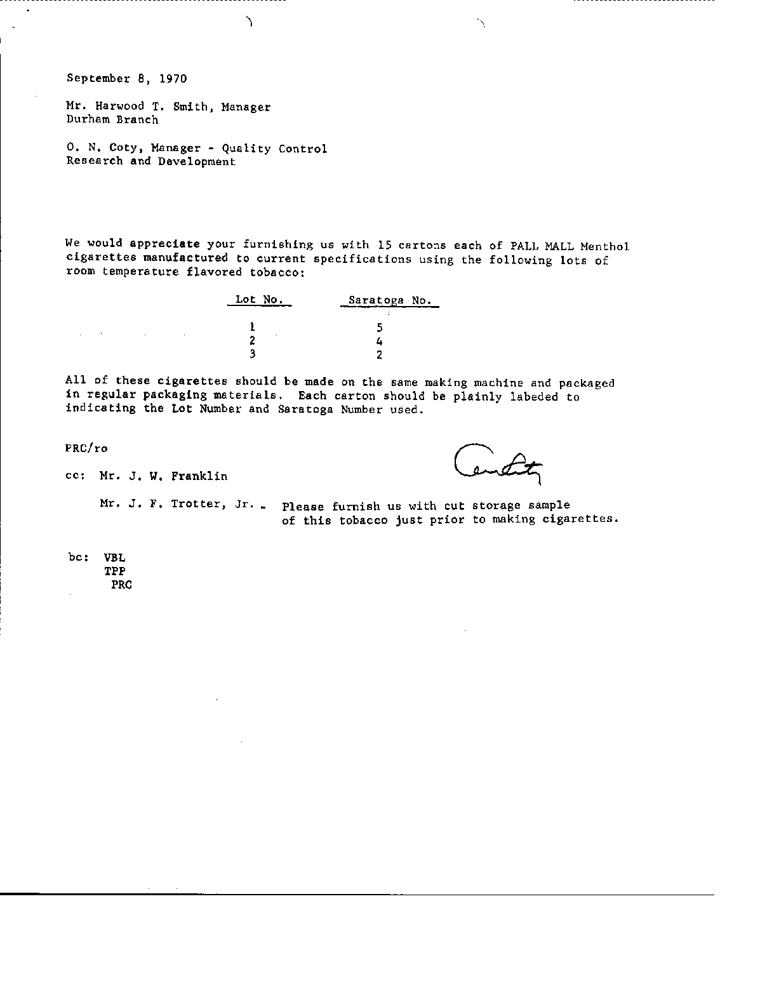 September 8, 1970
Mr. Harwood T. Smith, Manager
Durham Branch
O. N. Coty, Manager - Quality Control
Research and Development
We would appreciate your furnishing us with 15 cartons each of PALL MALL Menthol
cigarettes manufactured to current specifications using the following lots of
room temperature flavored tobacco:
Lot No. Saratoga No.
1 5
2 4
3 2
All of these cigarettes should be made on the same making machine and packaged
in regular packaging materials. Each carton should be plainly labeded to
indicating the Lot Number and Saratoga Number used.
PRC/ro
cc: Mr. J. W. Franklin
Mr. J. F. Trotter, Jr. - Please furnish us with cut storage sample
of this tobacco just prior to making cigarettes.
bc: VBL
TPP
PRC